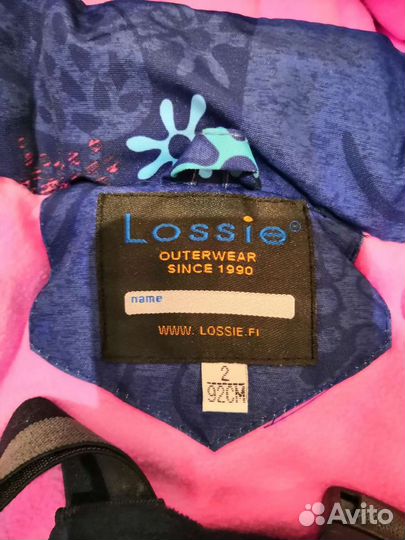 Lossie©
OUTERWEAR
SINCE 1990
name
WWW. LOSSIE.FI
2
92CM
Avito